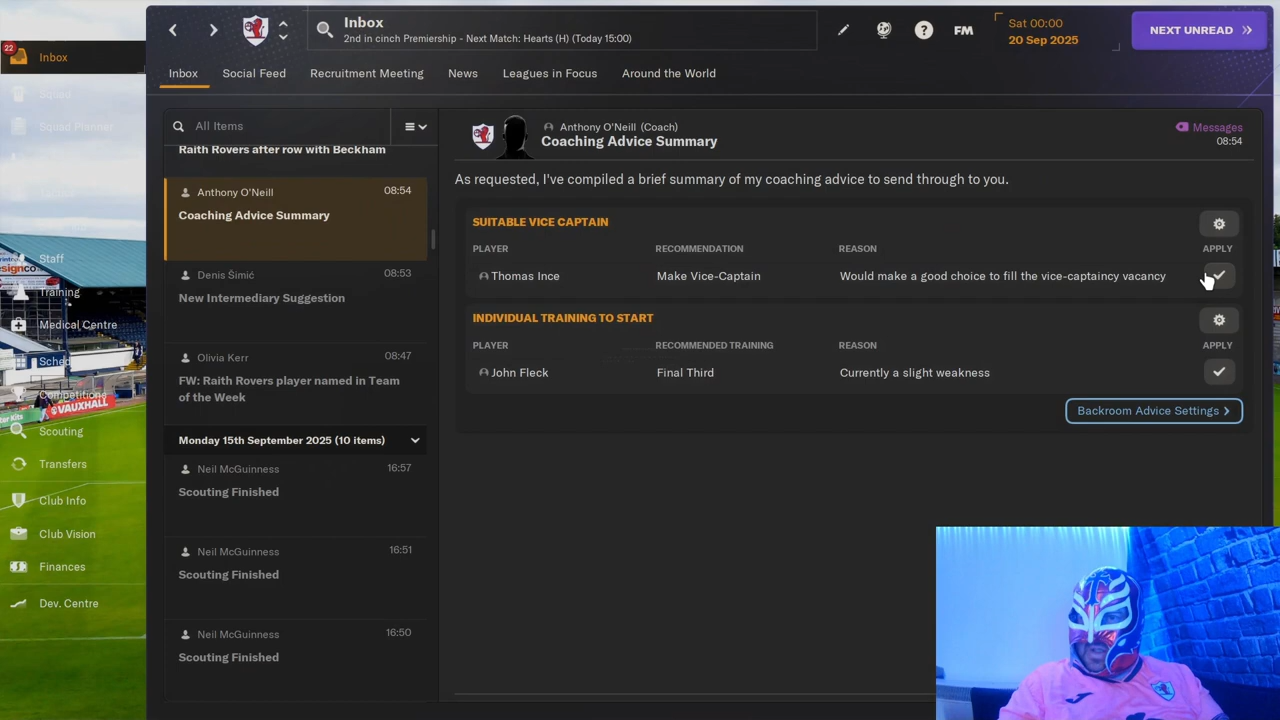 Inbox
2nd in cinch Premiership - Next Match: Hearts (H) (Today 15:00)
FM
Sat 00:00
20 Sep 2025
NEXT UNREAD
22
Inbox
Squad
Squad Planner
Staff
Training
Medical Centre
Sched
Competitions
Scouting
Transfers
Club Info
Club Vision
Finances
Dev. Centre
VAUXHALL
Inbox
Social Feed
Recruitment Meeting
News
Leagues in Focus
Around the World
All Items
Raith Rovers after row with Beckham
Anthony O'Neill 08:54
Coaching Advice Summary
Denis Šimić 08:53
New Intermediary Suggestion
Olivia Kerr 08:47
FW: Raith Rovers player named in Team
of the Week
Monday 15th September 2025 (10 items)
Neil McGuinness 16:57
Scouting Finished
Neil McGuinness 16:51
Scouting Finished
Neil McGuinness 16:50
Scouting Finished
Anthony O'Neill (Coach)
Coaching Advice Summary
Messages
08:54
As requested, I've compiled a brief summary of my coaching advice to send through to you.
SUITABLE VICE CAPTAIN
PLAYER RECOMMENDATION REASON APPLY
Thomas Ince Make Vice-Captain Would make a good choice to fill the vice-captaincy vacancy
INDIVIDUAL TRAINING TO START
PLAYER RECOMMENDED TRAINING REASON APPLY
John Fleck Final Third Currently a slight weakness
Backroom Advice Settings